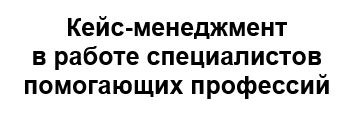 Кейс-менеджмент
в работе специалистов
помогающих профессий